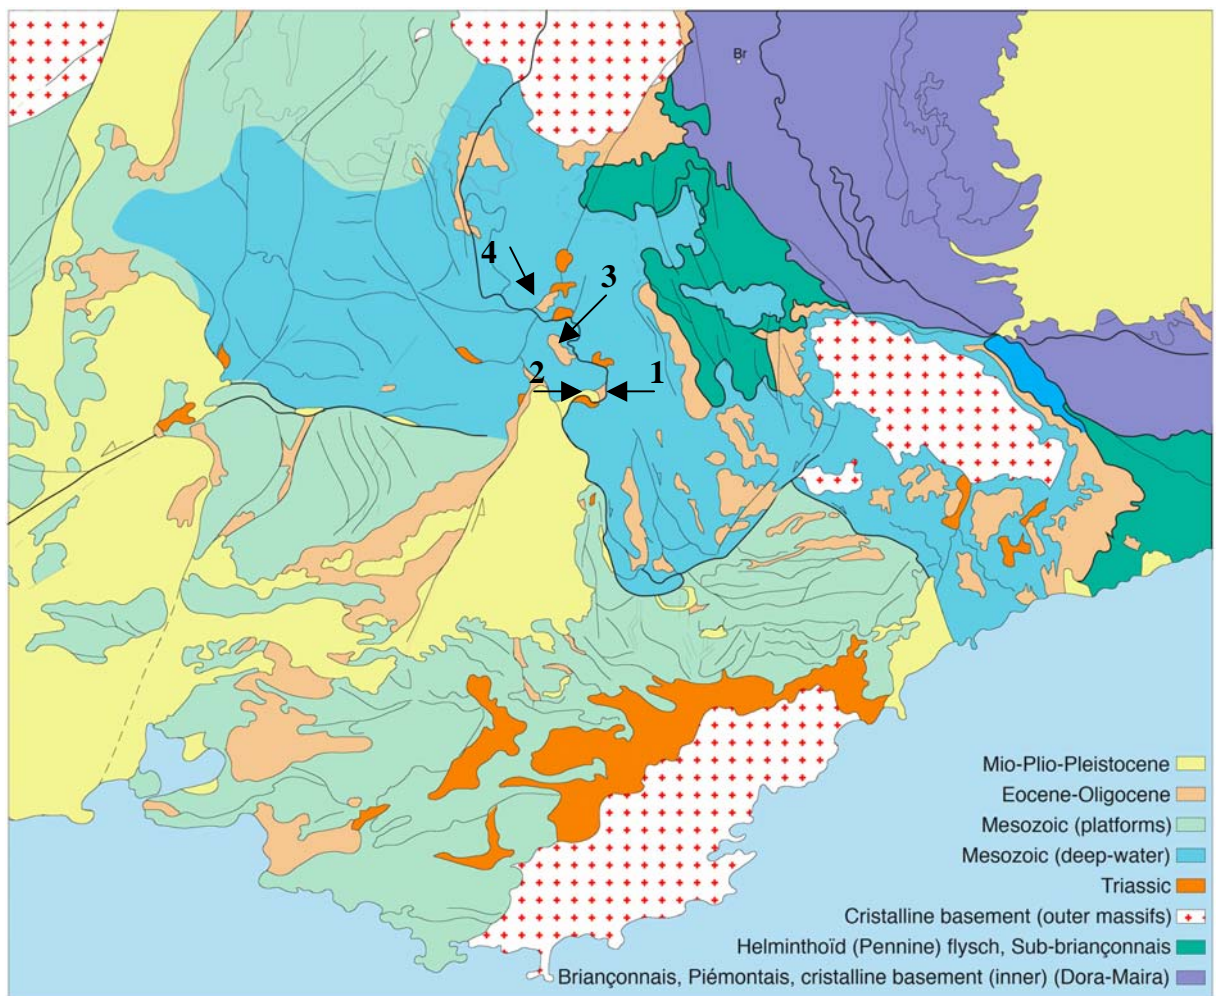 Br
4
3
2
1
Mio-Plio-Pleistocene
Eocene-Oligocene
Mesozoic (platforms)
Mesozoic (deep-water)
Triassic
Cristalline basement (outer massifs)
Helminthoïd (Pennine) flysch, Sub-briançonnais
Briançonnais, Piémontais, cristalline basement (inner) (Dora-Maira)